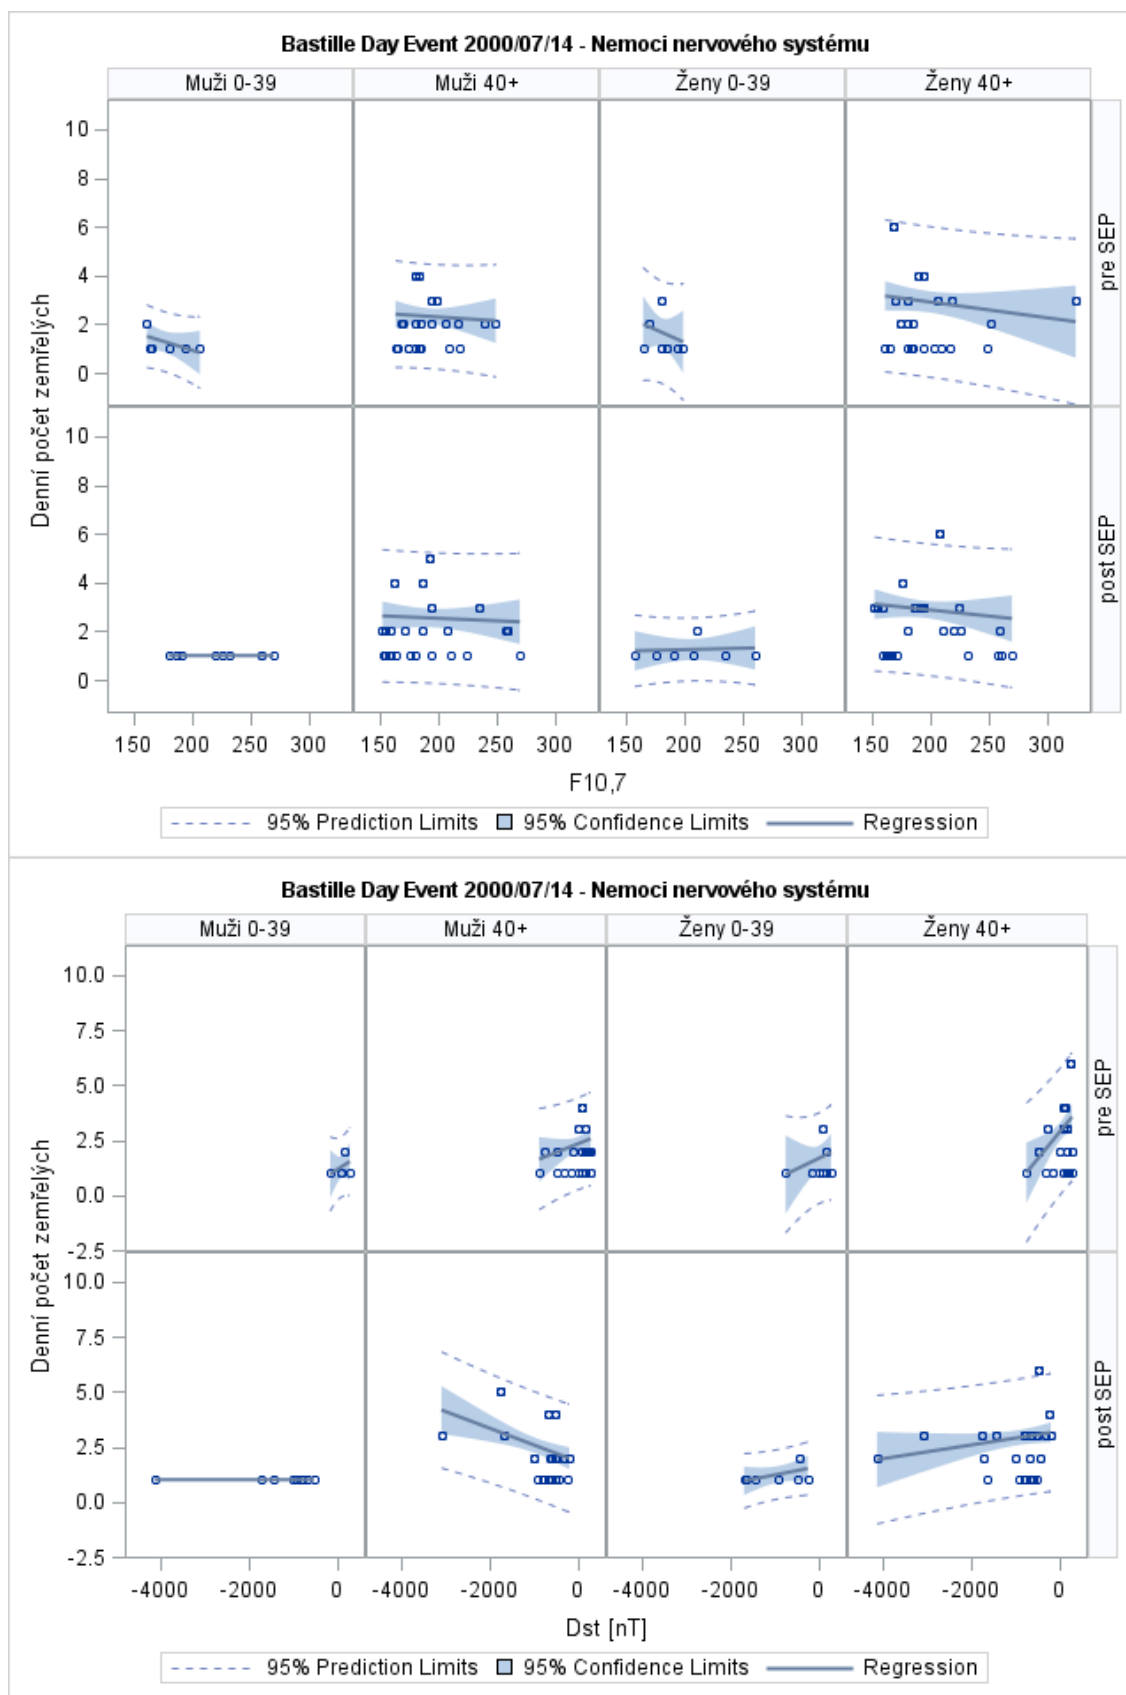 Bastille Day Event 2000/07/14 - Nemoci nervového systému
Muži 0-39 Muži 40+ Ženy 0-39 Ženy 40+
10
8
6
4
2
0
pre SEP
Denní počet zemřelých
10
8
6
4
2
0
post SEP
150 200 250 300 150 200 250 300 150 200 250 300 150 200 250 300
F10,7
95% Prediction Limits 95% Confidence Limits Regression
Bastille Day Event 2000/07/14 - Nemoci nervového systému
Muži 0-39 Muži 40+ Ženy 0-39 Ženy 40+
10.0
7.5
5.0
2.5
0.0
-2.5
pre SEP
Denní počet zemřelých
10.0
7.5
5.0
2.5
0.0
-2.5
post SEP
-4000 -2000 0 -4000 -2000 0 -4000 -2000 0 -4000 -2000 0
Dst [nT]
95% Prediction Limits 95% Confidence Limits Regression